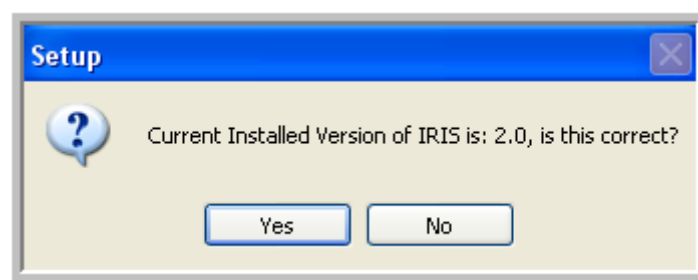 Setup
Current Installed Version of IRIS is: 2.0, is this correct?
Yes
No